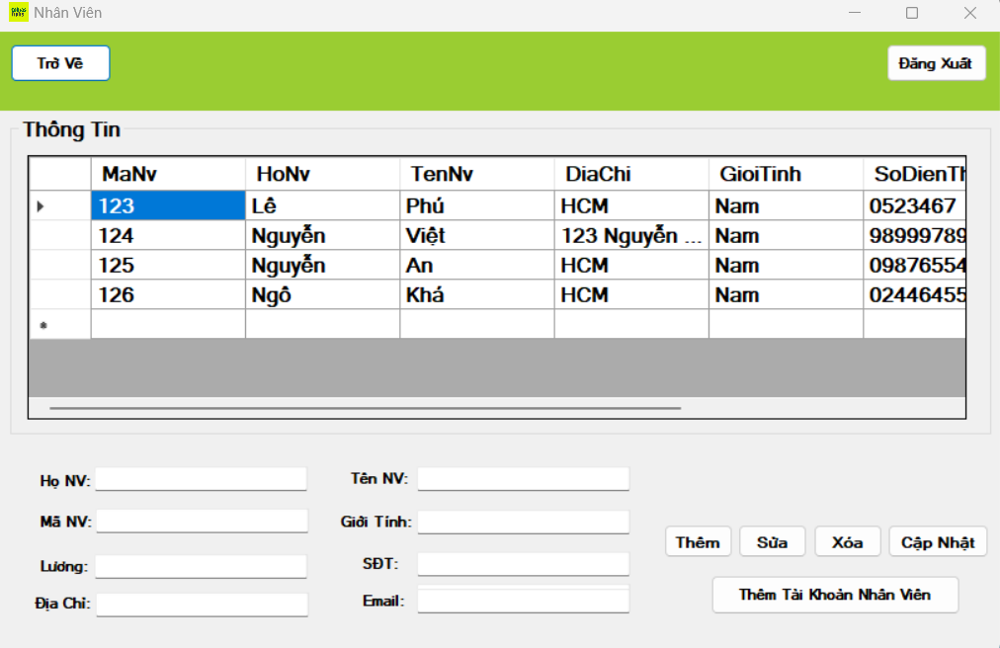 Nhân Viên
Trở Về
Đăng Xuất
Thông Tin
MaNv HoNv TenNv DiaChi GioiTinh SoDienTh
123 Lê Phú HCM Nam 0523467
124 Nguyễn Việt 123 Nguyễn ... Nam 98999789
125 Nguyễn An HCM Nam 09876554
126 Ngô Khá HCM Nam 02446455
Họ NV: Tên NV:
Mã NV: Giới Tính:
Lương: SĐT:
Địa Chỉ: Email:
Thêm Sửa Xóa Cập Nhật
Thêm Tài Khoản Nhân Viên